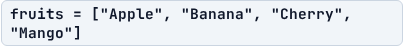 fruits = ["Apple", "Banana", "Cherry",
"Mango"]